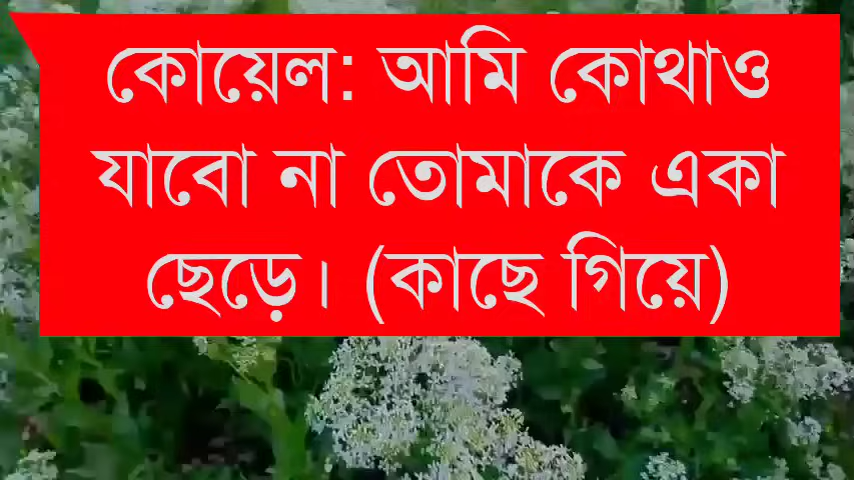 কোয়েল: আমি কোথাও
যাবো না তোমাকে একা
ছেড়ে। (কাছে গিয়ে)